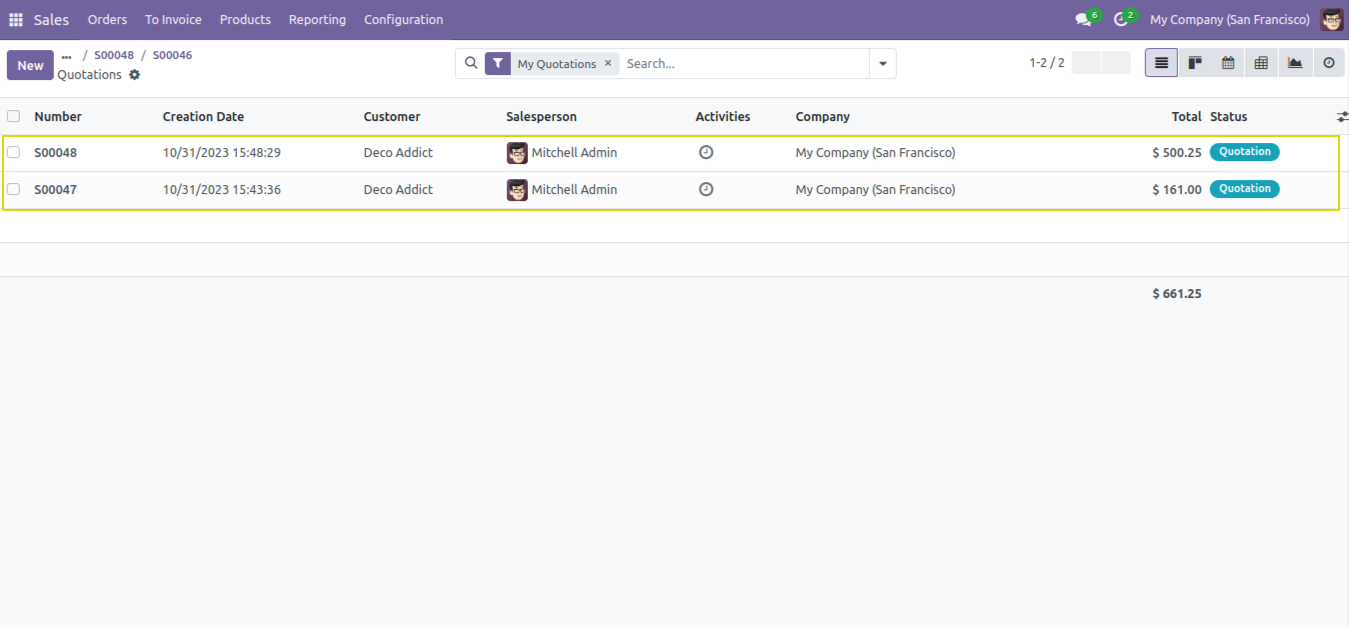 Sales Orders To Invoice Products Reporting Configuration 6 2 My Company (San Francisco)
New ... / S00048 / S00046
Quotations
My Quotations × Search...
1-2 / 2
Number Creation Date Customer Salesperson Activities Company Total Status
S00048 10/31/2023 15:48:29 Deco Addict Mitchell Admin My Company (San Francisco) $ 500.25 Quotation
S00047 10/31/2023 15:43:36 Deco Addict Mitchell Admin My Company (San Francisco) $ 161.00 Quotation
$ 661.25